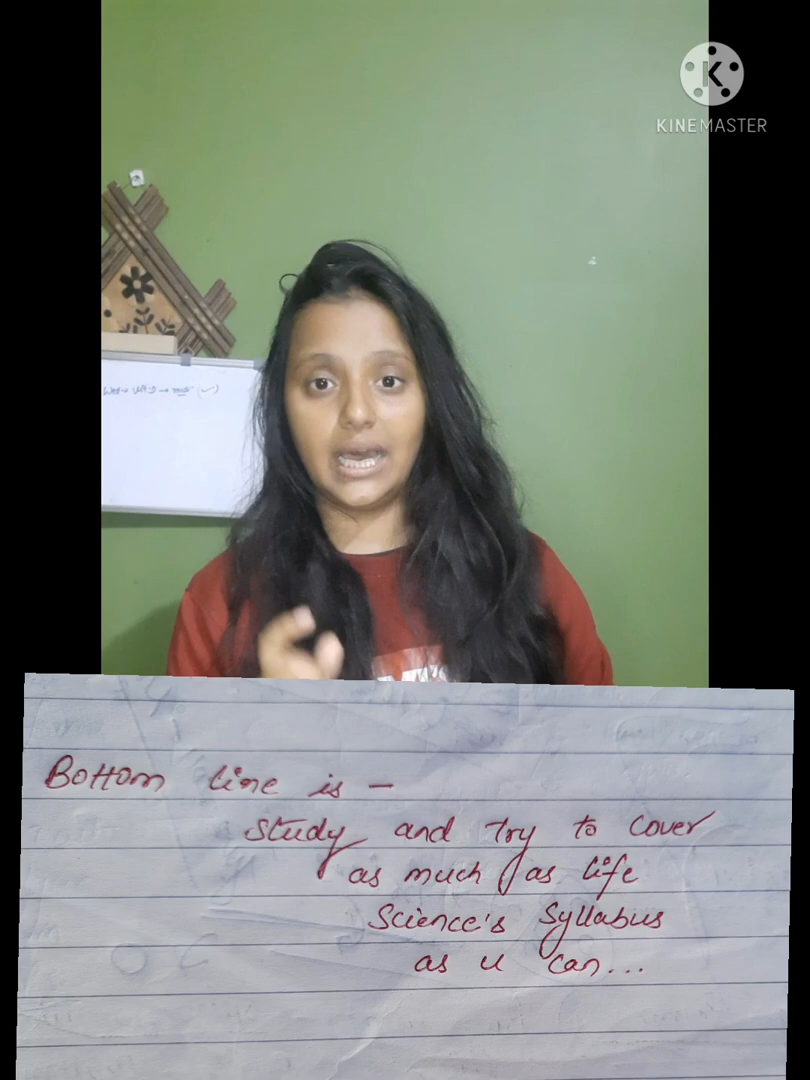 KINEMASTER
Bottom line is -
study and try to cover
as much as life
Science's Syllabus
as u can...